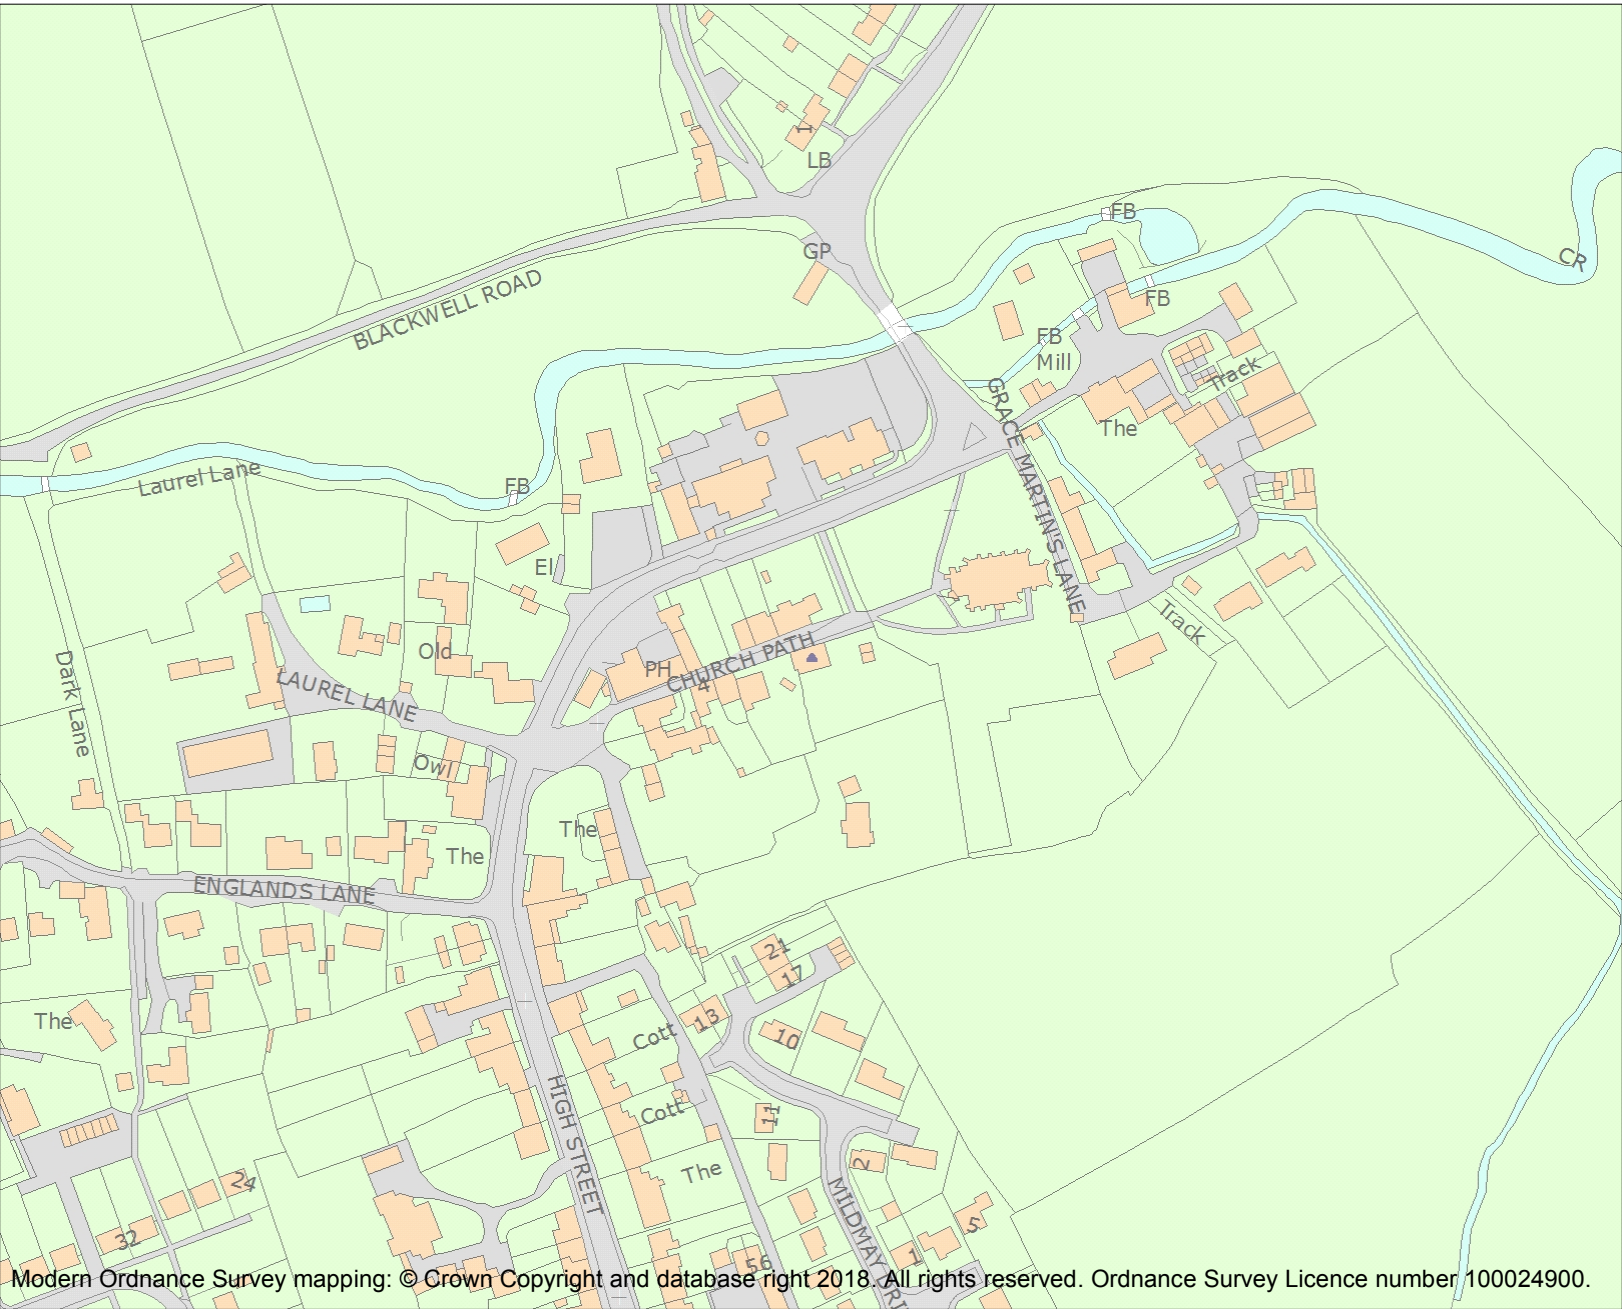 1
LB
FB
GP
CR
FB
BLACKWELL ROAD
FB
Mill
Track
GRACE MARTIN'S LANE
The
Laurel Lane
FB
El
Track
Old
CHURCH PATH
PH
4
Dark Lane
LAUREL LANE
Owl
The
The
ENGLANDS LANE
21
17
The
13
Cott
10
HIGH STREET
Cott
11
The
2
24
MILDMAY DRI
32
5
1
56
Modern Ordnance Survey mapping: © Crown Copyright and database right 2018. All rights reserved. Ordnance Survey Licence number 100024900.